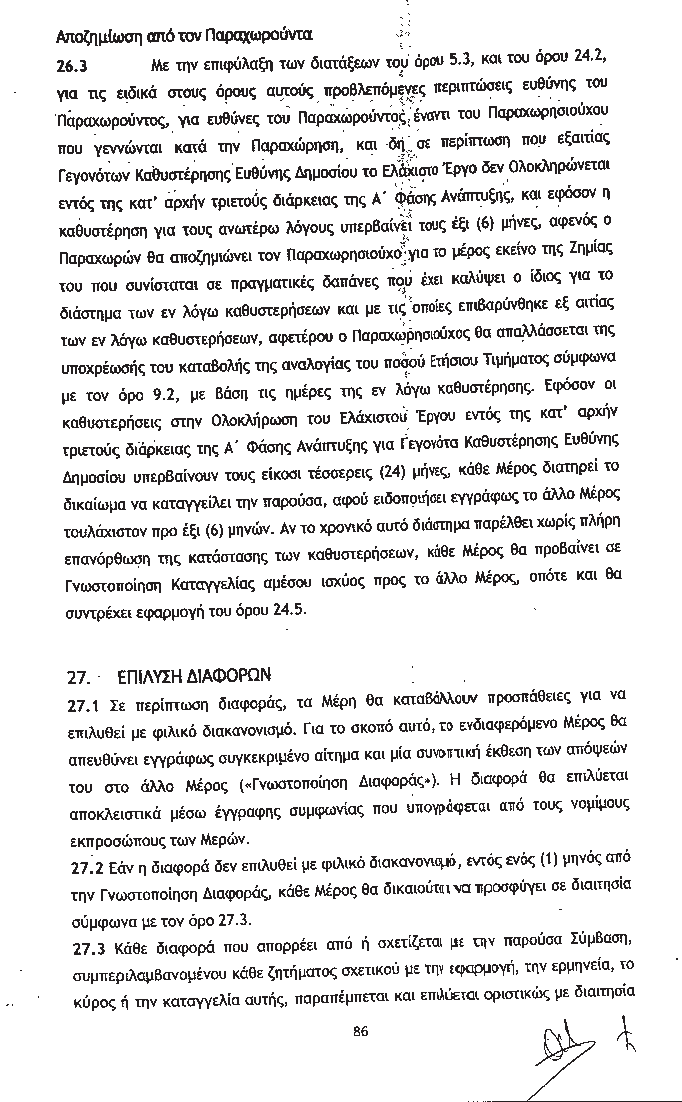 Αποζημίωση από τον Παραχωρούντα
26.3 Με την επιφύλαξη των διατάξεων του όρου 5.3, και του όρου 24.2,
για τις ειδικά στους όρους αυτούς προβλεπόμενες περιπτώσεις ευθύνης του
Παραχωρούντος, για ευθύνες του Παραχωρούντος έναντι του Παραχωρησιούχου
που γεννώνται κατά την Παραχώρηση, και δη σε περίπτωση που εξαιτίας
Γεγονότων Καθυστέρησης Ευθύνης Δημοσίου το Ελάχιστο Έργο δεν Ολοκληρώνεται
εντός της κατ' αρχήν τριετούς διάρκειας της Α΄ Φάσης Ανάπτυξης, και εφόσον η
καθυστέρηση για τους ανωτέρω λόγους υπερβαίνει τους έξι (6) μήνες, αφενός ο
Παραχωρών θα αποζημιώνει τον Παραχωρησιούχο για το μέρος εκείνο της Ζημίας
του που συνίσταται σε πραγματικές δαπάνες που έχει καλύψει ο ίδιος για το
διάστημα των εν λόγω καθυστερήσεων και με τις οποίες επιβαρύνθηκε εξ αιτίας
των εν λόγω καθυστερήσεων, αφετέρου ο Παραχωρησιούχος θα απαλλάσσεται της
υποχρέωσής του καταβολής της αναλογίας του ποσού Ετήσιου Τιμήματος σύμφωνα
με τον όρο 9.2, με βάση τις ημέρες της εν λόγω καθυστέρησης. Εφόσον οι
καθυστερήσεις στην Ολοκλήρωση του Ελάχιστου Έργου εντός της κατ' αρχήν
τριετούς διάρκειας της Α΄ Φάσης Ανάπτυξης για Γεγονότα Καθυστέρησης Ευθύνης
Δημοσίου υπερβαίνουν τους είκοσι τέσσερεις (24) μήνες, κάθε Μέρος διατηρεί το
δικαίωμα να καταγγείλει την παρούσα, αφού ειδοποιήσει εγγράφως το άλλο Μέρος
τουλάχιστον προ έξι (6) μηνών. Αν το χρονικό αυτό διάστημα παρέλθει χωρίς πλήρη
επανόρθωση της κατάστασης των καθυστερήσεων, κάθε Μέρος θα προβαίνει σε
Γνωστοποίηση Καταγγελίας αμέσου ισχύος προς το άλλο Μέρος, οπότε και θα
συντρέχει εφαρμογή του όρου 24.5.
27. ΕΠΙΛΥΣΗ ΔΙΑΦΟΡΩΝ
27.1 Σε περίπτωση διαφοράς, τα Μέρη θα καταβάλλουν προσπάθειες για να
επιλυθεί με φιλικό διακανονισμό. Για το σκοπό αυτό, το ενδιαφερόμενο Μέρος θα
απευθύνει εγγράφως συγκεκριμένο αίτημα και μία συνοπτική έκθεση των απόψεών
του στο άλλο Μέρος («Γνωστοποίηση Διαφοράς»). Η διαφορά θα επιλύεται
αποκλειστικά μέσω έγγραφης συμφωνίας που υπογράφεται από τους νομίμους
εκπροσώπους των Μερών.
27.2 Εάν η διαφορά δεν επιλυθεί με φιλικό διακανονισμό, εντός ενός (1) μηνός από
την Γνωστοποίηση Διαφοράς, κάθε Μέρος θα δικαιούται να προσφύγει σε διαιτησία
σύμφωνα με τον όρο 27.3.
27.3 Κάθε διαφορά που απορρέει από ή σχετίζεται με την παρούσα Σύμβαση,
συμπεριλαμβανομένου κάθε ζητήματος σχετικού με την εφαρμογή, την ερμηνεία, το
κύρος ή την καταγγελία αυτής, παραπέμπεται και επιλύεται οριστικώς με διαιτησία
86